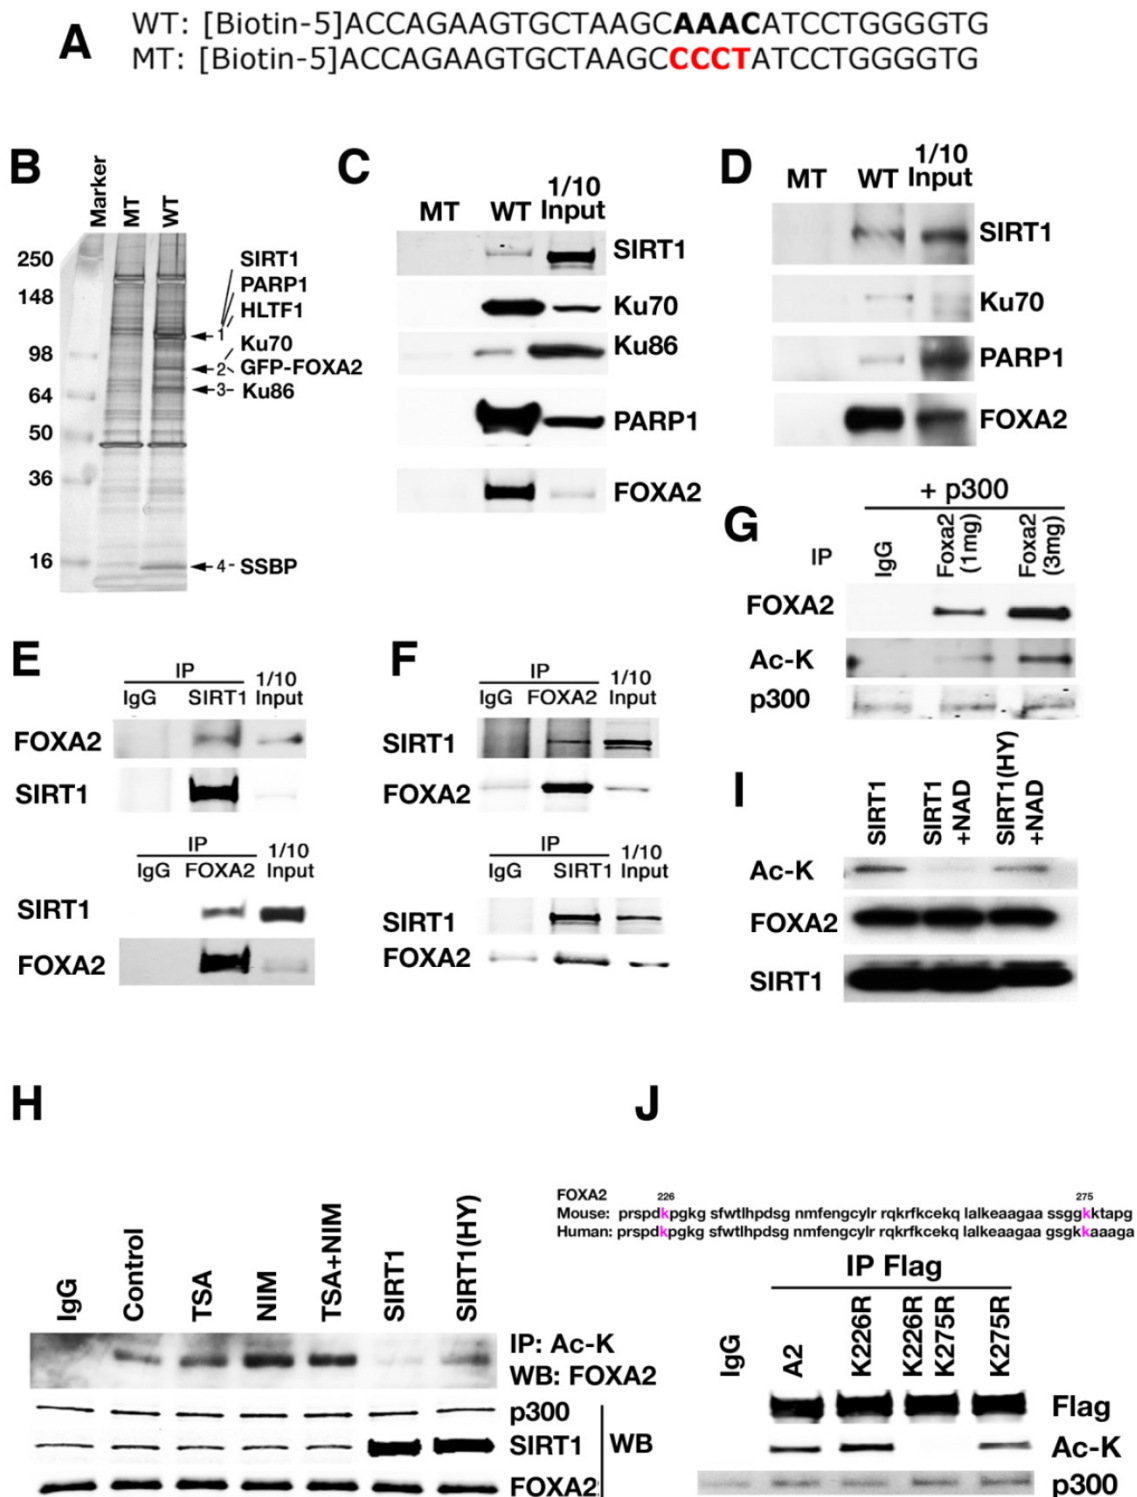 A
WT: [Biotin-5]ACCAGAAGTGCTAAGCAAACATCCTGGGGTG
MT: [Biotin-5]ACCAGAAGTGCTAAGCCCCTATCCTGGGGTG
B
Marker
MT
WT
250
148
98
64
50
36
16
SIRT1
PARP1
HLTF1
1
Ku70
2
GFP-FOXA2
3
Ku86
4
SSBP
C
MT WT 1/10 Input
SIRT1
Ku70
Ku86
PARP1
FOXA2
D
MT WT 1/10 Input
SIRT1
Ku70
PARP1
FOXA2
E
IP
IgG SIRT1 1/10 Input
FOXA2
SIRT1
IP
IgG FOXA2 1/10 Input
SIRT1
FOXA2
F
IP
IgG FOXA2 1/10 Input
SIRT1
FOXA2
IP
IgG SIRT1 1/10 Input
SIRT1
FOXA2
G
+ p300
IP
IgG
Foxa2 (1mg)
Foxa2 (3mg)
FOXA2
Ac-K
p300
I
SIRT1
SIRT1 +NAD
SIRT1(HY) +NAD
Ac-K
FOXA2
SIRT1
H
IgG
Control
TSA
NIM
TSA+NIM
SIRT1
SIRT1(HY)
IP: Ac-K
WB: FOXA2
p300
SIRT1
FOXA2
WB
J
FOXA2
226 275
Mouse: prspdkpgkg sfwtlhpdsg nmfengcylr rqkrfkcekq lalkeaagaa ssggkktapg
Human: prspdkpgkg sfwtlhpdsg nmfengcylr rqkrfkcekq lalkeaagaa gsgkkaaaga
IP Flag
IgG
A2
K226R
K226R K275R
K275R
Flag
Ac-K
p300